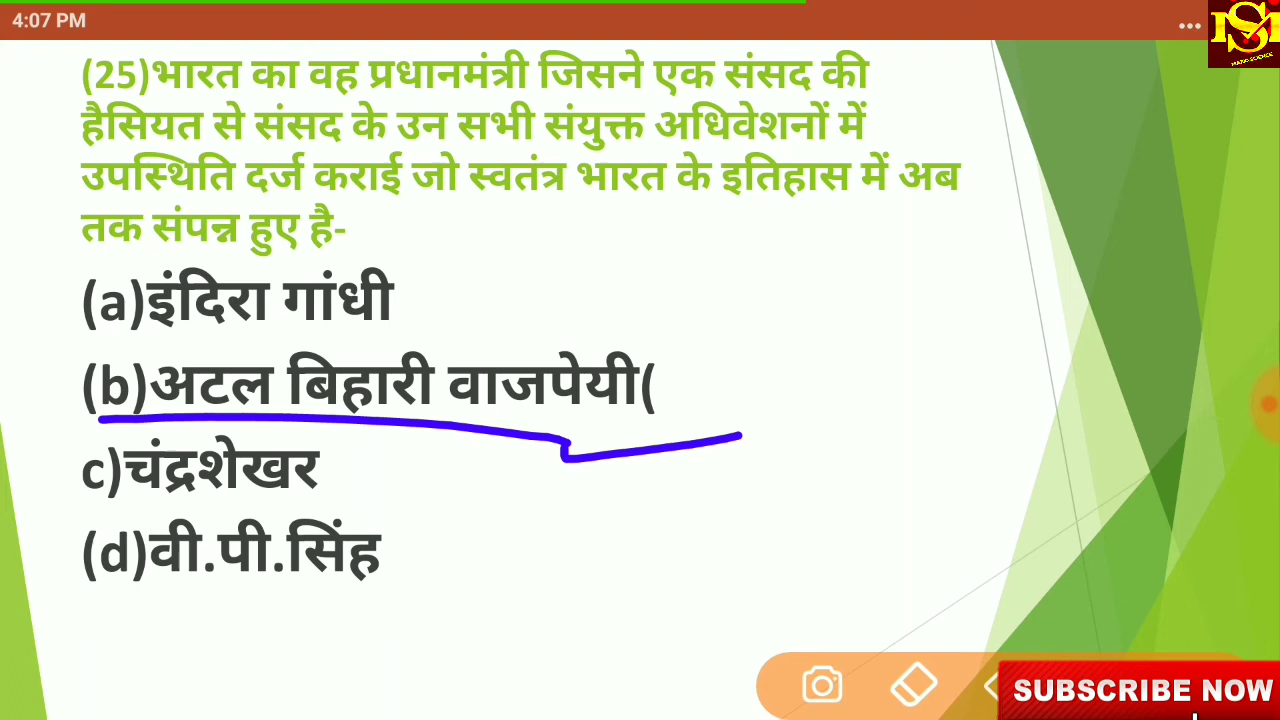 4:07 PM
(25)भारत का वह प्रधानमंत्री जिसने एक संसद की
हैसियत से संसद के उन सभी संयुक्त अधिवेशनों में
उपस्थिति दर्ज कराई जो स्वतंत्र भारत के इतिहास में अब
तक संपन्न हुए है-
(a)इंदिरा गांधी
(b)अटल बिहारी वाजपेयी(
c)चंद्रशेखर
(d)वी.पी.सिंह
SUBSCRIBE NOW